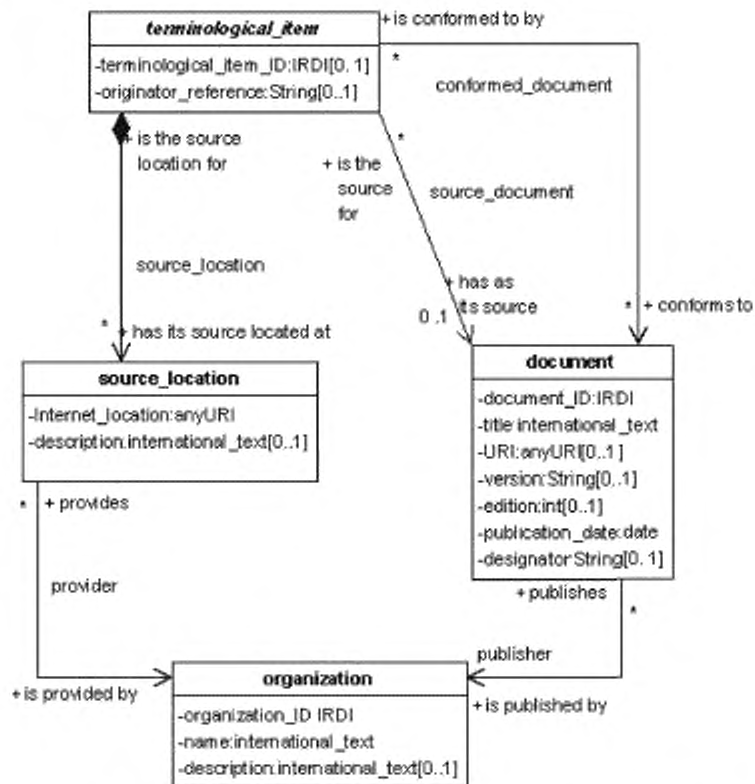 terminological_item
-terminological_item_ID:IRDI[0..1]
-originator_reference:String[0..1]
+ is conformed to by
*
conformed_document
+ is the source
location for
*
+ is the
source
for
source_document
source_location
+ has as
its source
0..1
* + has its source located at
* + conforms to
source_location
-Internet_location:anyURI
-description:international_text[0..1]
document
-document_ID:IRDI
-title:international_text
-URI:anyURI[0..1]
-version:String[0..1]
-edition:int[0..1]
-publication_date:date
-designator String[0..1]
* + provides
provider
+ publishes
*
publisher
+ is provided by
+ is published by
organization
-organization_ID IRDI
-name:international_text
-description:international_text[0..1]